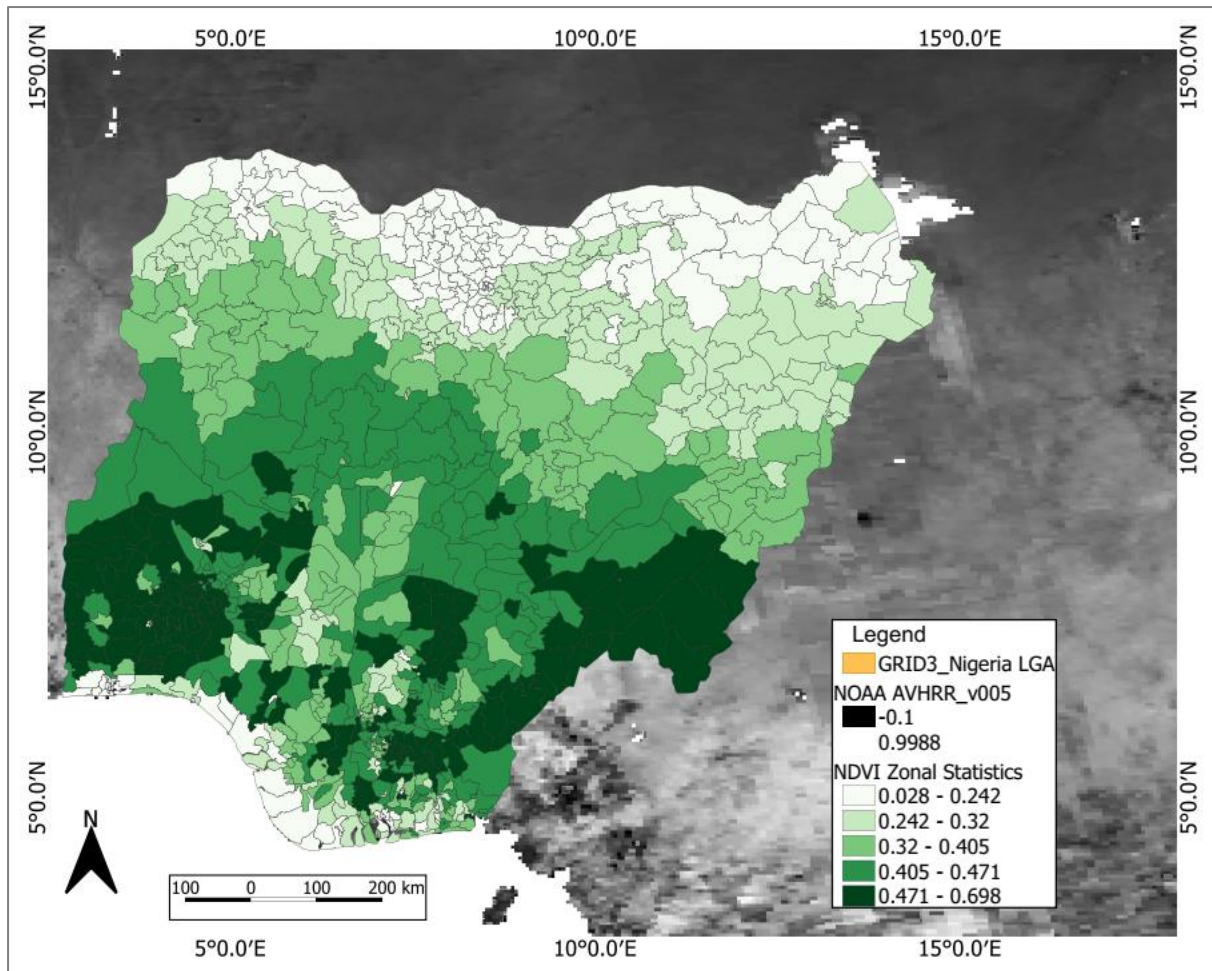 5°0.0′E 10°0.0′E 15°0.0′E
15°0.0′N 15°0.0′N
10°0.0′N 10°0.0′N
5°0.0′N 5°0.0′N
Legend
GRID3_Nigeria LGA
NOAA AVHRR_v005
-0.1
0.9988
NDVI Zonal Statistics
0.028 - 0.242
0.242 - 0.32
0.32 - 0.405
0.405 - 0.471
0.471 - 0.698
N
100 0 100 200 km
5°0.0′E 10°0.0′E 15°0.0′E